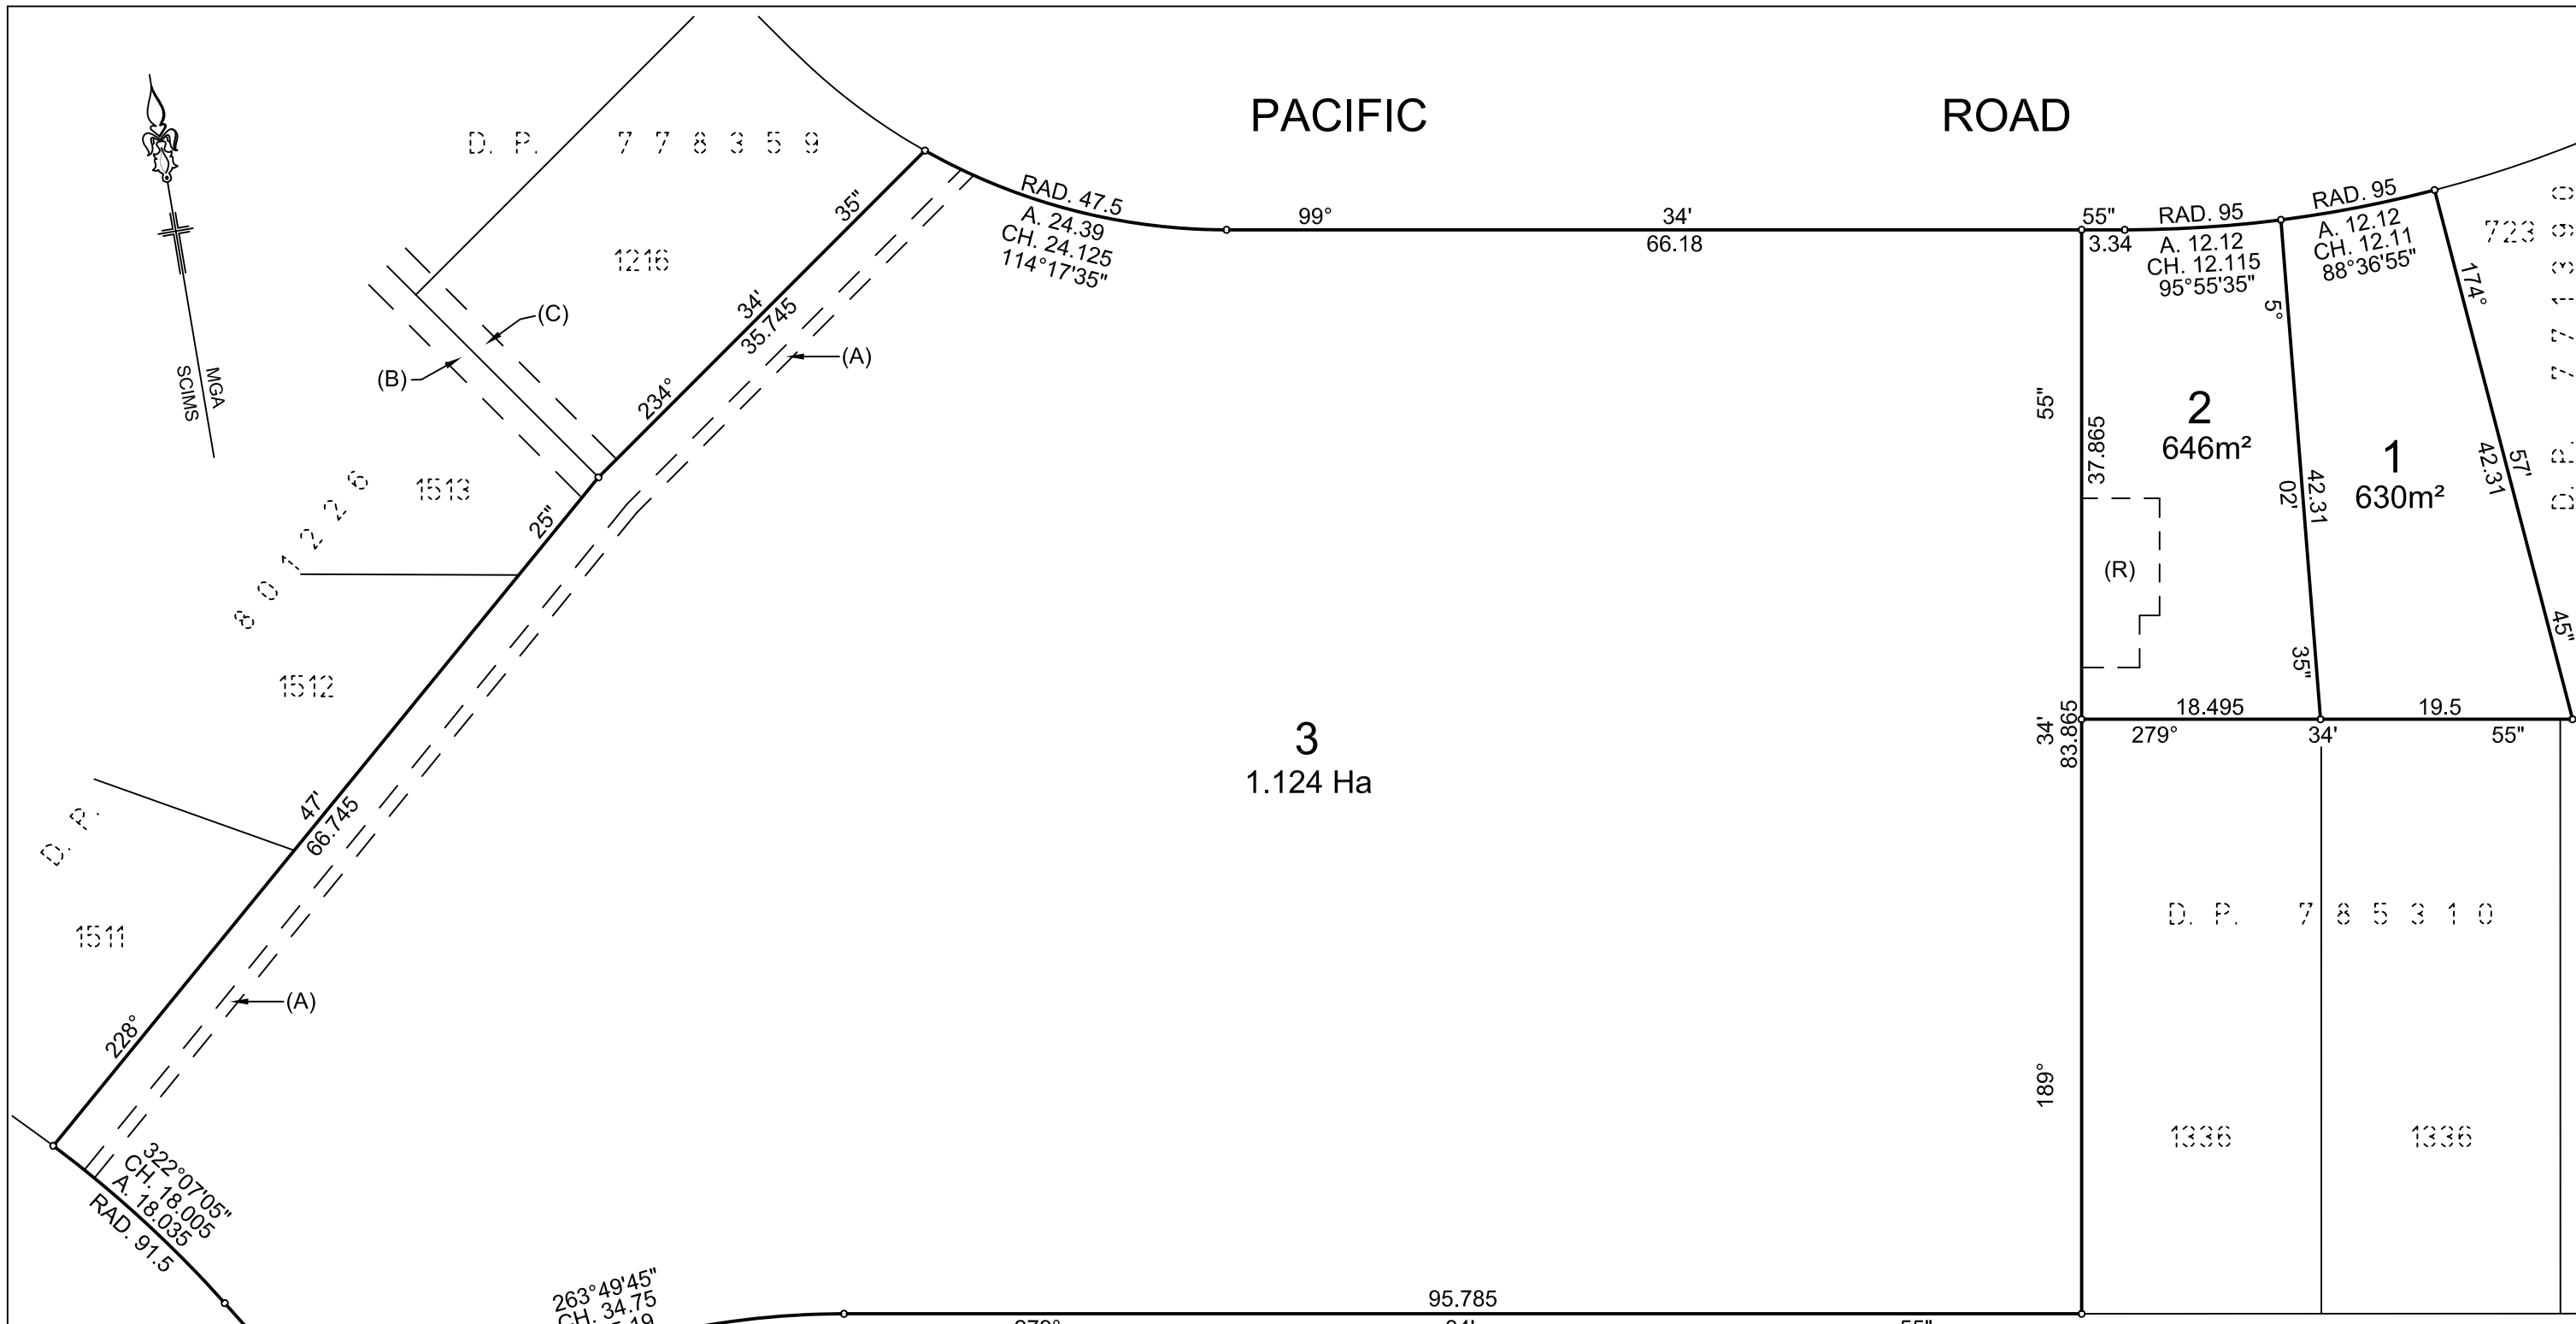 PACIFIC ROAD
D. P. 778359
1216
MGA
SCIMS
(C)
(B)
(A)
234° 34' 35"
35.745
RAD. 47.5
A. 24.39
CH. 24.125
114°17'35"
99° 34' 55"
66.18
3.34
RAD. 95
A. 12.12
CH. 12.115
95°55'35"
RAD. 95
A. 12.12
CH. 12.11
88°36'55"
723
D. P. 771390
174° 57' 45"
42.31
5° 02' 35"
42.31
2
646m²
1
630m²
37.865
(R)
189° 34' 55"
83.865
18.495
19.5
279° 34' 55"
3
1.124 Ha
1513
D. P. 801226
1512
1511
228° 47' 25"
66.745
(A)
322°07'05"
CH. 18.005
A. 18.035
RAD. 91.5
263°49'45"
CH. 34.75
95.785
D. P. 785310
1336
1336